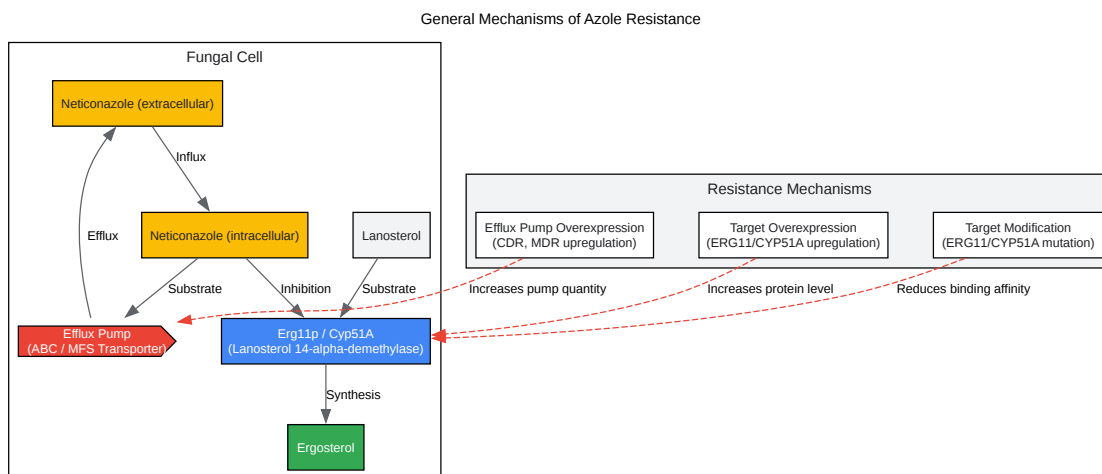 General Mechanisms of Azole Resistance
Fungal Cell
Neticonazole (extracellular)
Influx
Resistance Mechanisms
Efflux Pump Overexpression
(CDR, MDR upregulation)
Target Overexpression
(ERG11/CYP51A upregulation)
Target Modification
(ERG11/CYP51A mutation)
Neticonazole (intracellular)
Lanosterol
Efflux
Substrate
Inhibition
Substrate
Increases pump quantity
Increases protein level
Reduces binding affinity
Efflux Pump
(ABC / MFS Transporter)
Erg11p / Cyp51A
(Lanosterol 14-alpha-demethylase)
Synthesis
Ergosterol